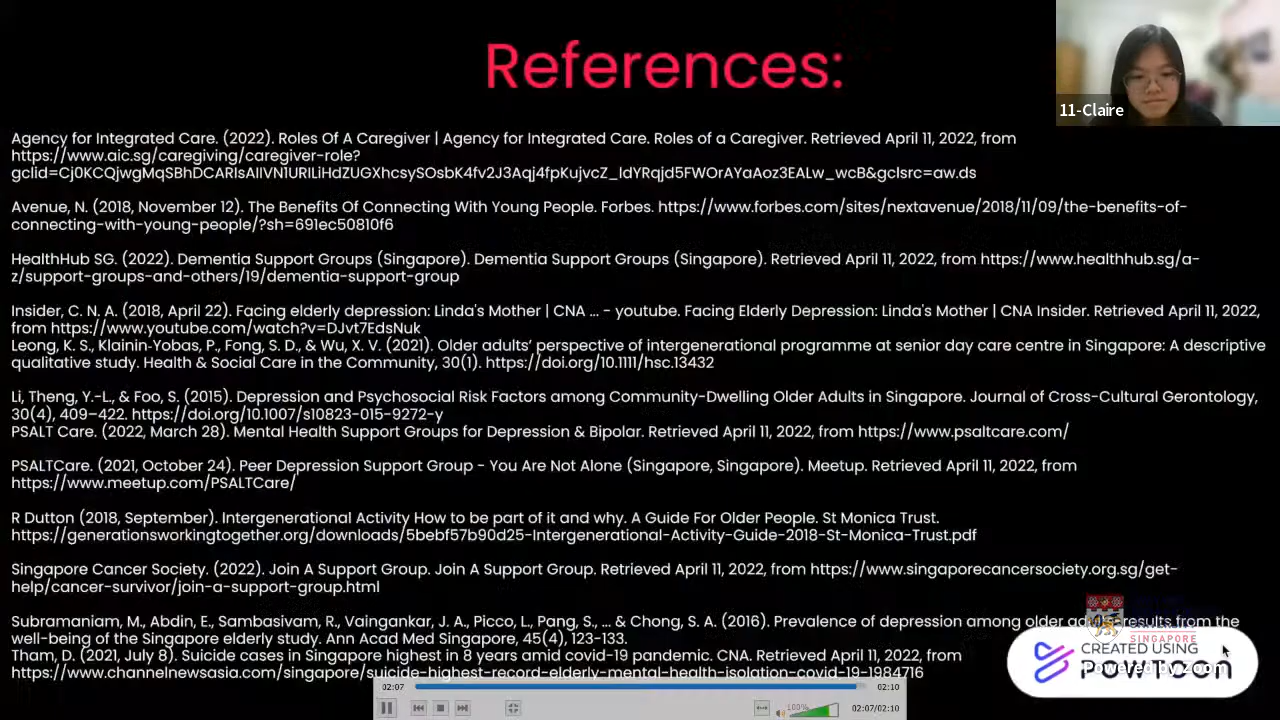 References:
11-Claire
Agency for Integrated Care. (2022). Roles Of A Caregiver | Agency for Integrated Care. Roles of a Caregiver. Retrieved April 11, 2022, from
https://www.aic.sg/caregiving/caregiver-role?
gclid=Cj0KCQjwgMqSBhDCARIsAIIVN1URILiHdZUGXhcsySOsbK4fv2J3Aqj4fpKujvcZ_ldYRqjd5FWOrAYaAoz3EALw_wcB&gclsrc=aw.ds
Avenue, N. (2018, November 12). The Benefits Of Connecting With Young People. Forbes. https://www.forbes.com/sites/nextavenue/2018/11/09/the-benefits-of-
connecting-with-young-people/?sh=691ec50810f6
HealthHub SG. (2022). Dementia Support Groups (Singapore). Dementia Support Groups (Singapore). Retrieved April 11, 2022, from https://www.healthhub.sg/a-
z/support-groups-and-others/19/dementia-support-group
Insider, C. N. A. (2018, April 22). Facing elderly depression: Linda's Mother | CNA ... - youtube. Facing Elderly Depression: Linda's Mother | CNA Insider. Retrieved April 11, 2022,
from https://www.youtube.com/watch?v=DJvt7EdsNuk
Leong, K. S., Klainin-Yobas, P., Fong, S. D., & Wu, X. V. (2021). Older adults' perspective of intergenerational programme at senior day care centre in Singapore: A descriptive
qualitative study. Health & Social Care in the Community, 30(1). https://doi.org/10.1111/hsc.13432
Li, Theng, Y.-L., & Foo, S. (2015). Depression and Psychosocial Risk Factors among Community-Dwelling Older Adults in Singapore. Journal of Cross-Cultural Gerontology,
30(4), 409–422. https://doi.org/10.1007/s10823-015-9272-y
PSALT Care. (2022, March 28). Mental Health Support Groups for Depression & Bipolar. Retrieved April 11, 2022, from https://www.psaltcare.com/
PSALTCare. (2021, October 24). Peer Depression Support Group - You Are Not Alone (Singapore, Singapore). Meetup. Retrieved April 11, 2022, from
https://www.meetup.com/PSALTCare/
R Dutton (2018, September). Intergenerational Activity How to be part of it and why. A Guide For Older People. St Monica Trust.
https://generationsworkingtogether.org/downloads/5bebf57b90d25-Intergenerational-Activity-Guide-2018-St-Monica-Trust.pdf
Singapore Cancer Society. (2022). Join A Support Group. Join A Support Group. Retrieved April 11, 2022, from https://www.singaporecancersociety.org.sg/get-
help/cancer-survivor/join-a-support-group.html
Subramaniam, M., Abdin, E., Sambasivam, R., Vaingankar, J. A., Picco, L., Pang, S., ... & Chong, S. A. (2016). Prevalence of depression among older results from the
well-being of the Singapore elderly study. Ann Acad Med Singapore, 45(4), 123-133.
Tham, D. (2021, July 8). Suicide cases in Singapore highest in 8 years amid covid-19 pandemic. CNA. Retrieved April 11, 2022, from
https://www.channelnewsasia.com/singapore/suicide-highest-record-elderly-mental-health-isolation-covid-19-1984716
SINGAPORE
CREATED USING
PowToon
Powered by Zoom
02:07
02:10
100%
02:07/02:10